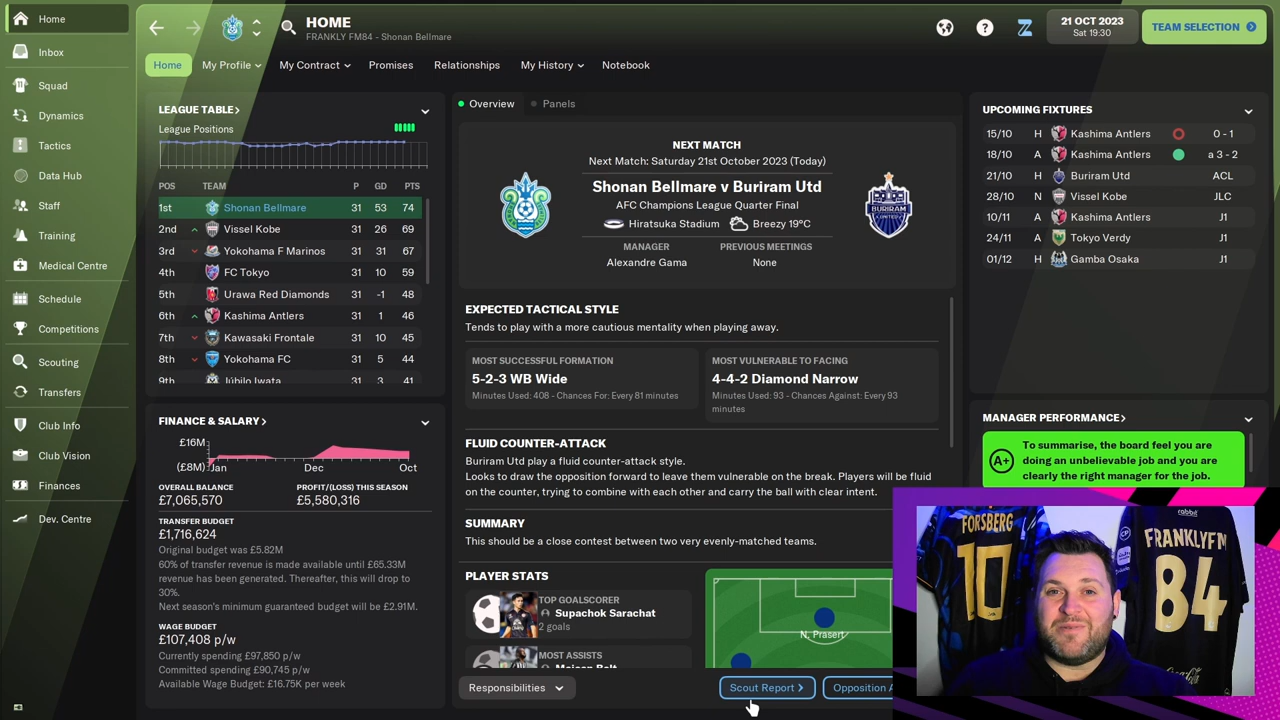 Home
Inbox
Squad
Dynamics
Tactics
Data Hub
Staff
Training
Medical Centre
Schedule
Competitions
Scouting
Transfers
Club Info
Club Vision
Finances
Dev. Centre
HOME
FRANKLY FM84 - Shonan Bellmare
21 OCT 2023
Sat 19:30
TEAM SELECTION
Home My Profile My Contract Promises Relationships My History Notebook
LEAGUE TABLE
League Positions
POS TEAM P GD PTS
1st Shonan Bellmare 31 53 74
2nd Vissel Kobe 31 26 69
3rd Yokohama F Marinos 31 31 67
4th FC Tokyo 31 10 59
5th Urawa Red Diamonds 31 -1 48
6th Kashima Antlers 31 1 46
7th Kawasaki Frontale 31 10 45
8th Yokohama FC 31 5 44
9th Júbilo Iwata 31 3 41
FINANCE & SALARY
£16M
(£8M) Jan Dec Oct
OVERALL BALANCE PROFIT/(LOSS) THIS SEASON
£7,065,570 £5,580,316
TRANSFER BUDGET
£1,716,624
Original budget was £5.82M
60% of transfer revenue is made available until £65.33M
revenue has been generated. Thereafter, this will drop to
30%.
Next season's minimum guaranteed budget will be £2.91M.
WAGE BUDGET
£107,408 p/w
Currently spending £97,850 p/w
Committed spending £90,745 p/w
Available Wage Budget: £16.75K per week
Overview Panels
NEXT MATCH
Next Match: Saturday 21st October 2023 (Today)
Shonan Bellmare v Buriram Utd
AFC Champions League Quarter Final
Hiratsuka Stadium Breezy 19°C
MANAGER PREVIOUS MEETINGS
Alexandre Gama None
BURIRAM
EXPECTED TACTICAL STYLE
Tends to play with a more cautious mentality when playing away.
MOST SUCCESSFUL FORMATION
5-2-3 WB Wide
Minutes Used: 408 - Chances For: Every 81 minutes
MOST VULNERABLE TO FACING
4-4-2 Diamond Narrow
Minutes Used: 93 - Chances Against: Every 93
minutes
FLUID COUNTER-ATTACK
Buriram Utd play a fluid counter-attack style.
Looks to draw the opposition forward to leave them vulnerable on the break. Players will be fluid
on the counter, trying to combine with each other and carry the ball with clear intent.
SUMMARY
This should be a close contest between two very evenly-matched teams.
PLAYER STATS
TOP GOALSCORER
Supachok Sarachat
2 goals
MOST ASSISTS
N. Prasert
Responsibilities
Scout Report
Opposition A
UPCOMING FIXTURES
15/10 H Kashima Antlers 0 - 1
18/10 A Kashima Antlers a 3 - 2
21/10 H Buriram Utd ACL
28/10 N Vissel Kobe JLC
10/11 A Kashima Antlers J1
24/11 A Tokyo Verdy J1
01/12 H Gamba Osaka J1
MANAGER PERFORMANCE
A+
To summarise, the board feel you are
doing an unbelievable job and you are
clearly the right manager for the job.
FORSBERG
10
rabbit
FRANKLYFM
84